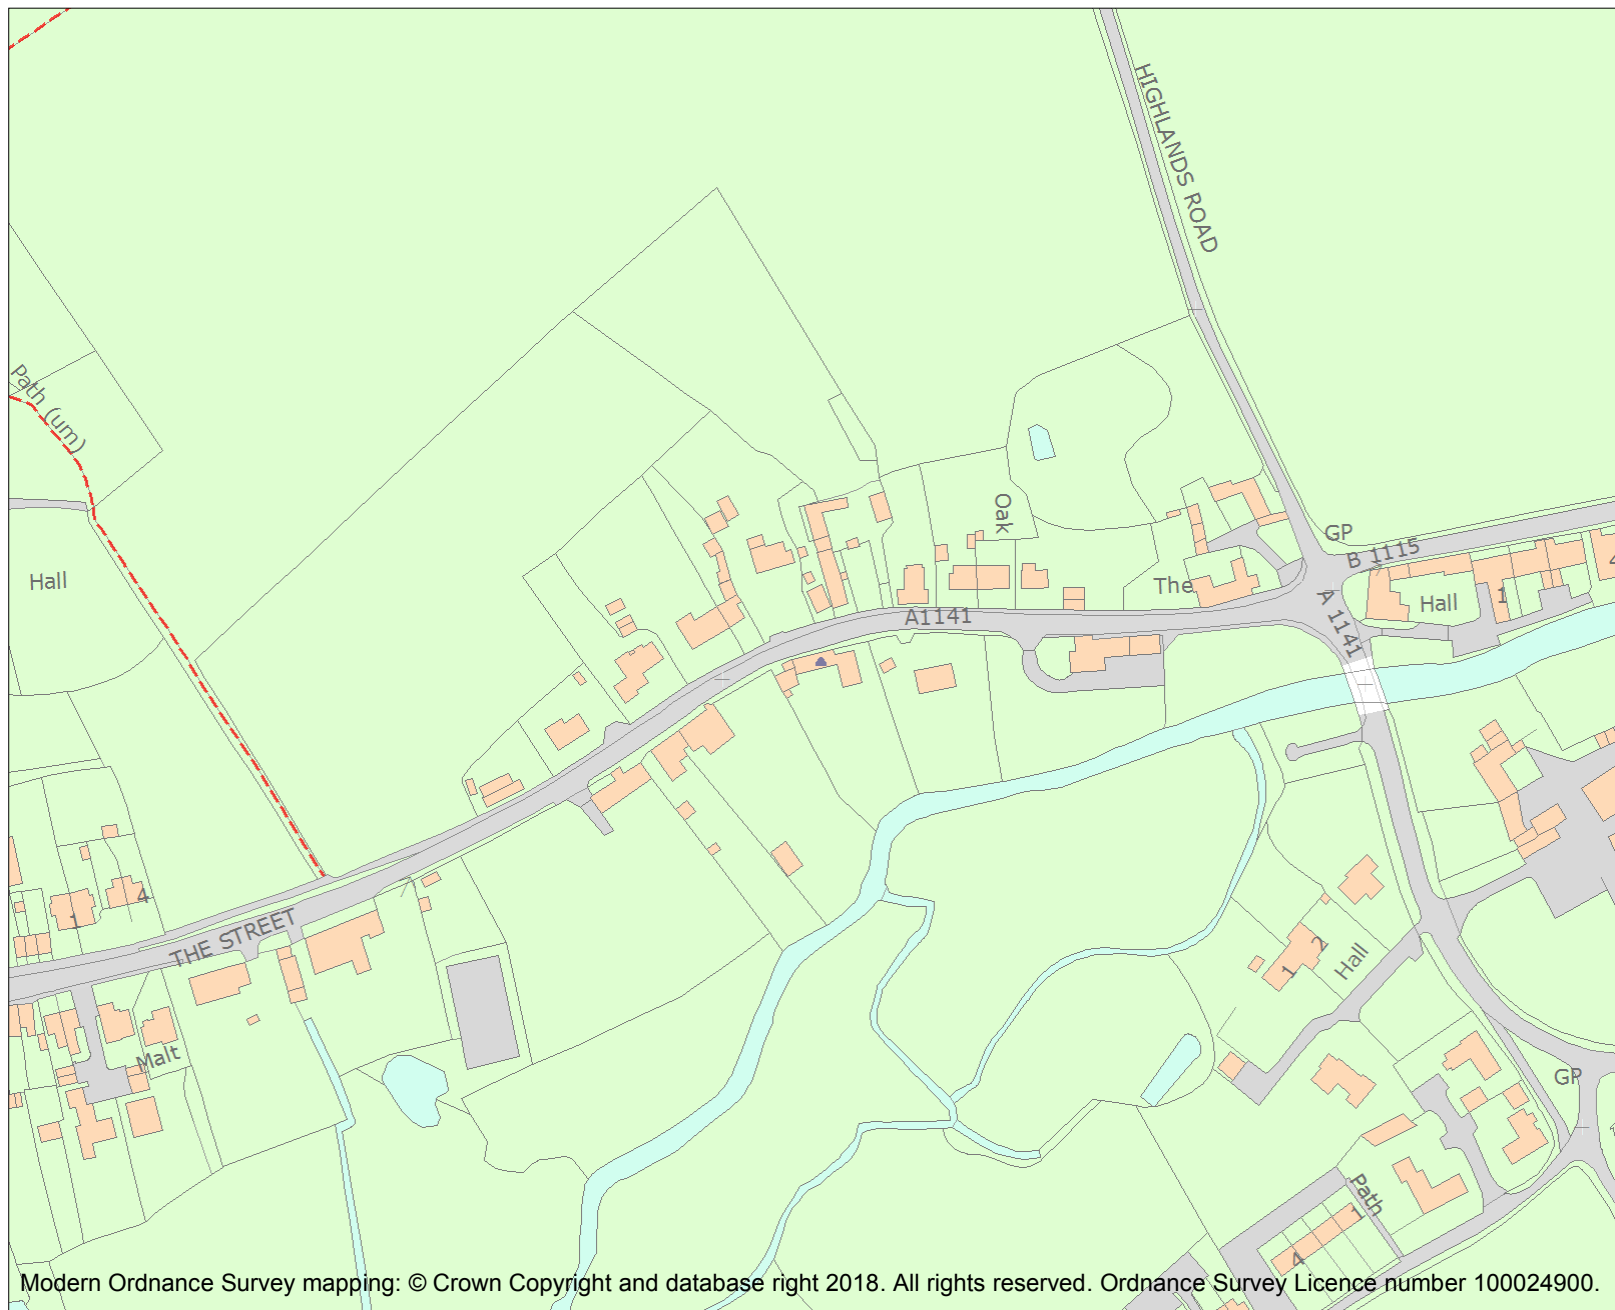 HIGHLANDS ROAD
Path (um)
Oak
GP
B 1115
Hall
The
A 1141
Hall
1
A1141
4
1
THE STREET
2
1
Hall
Malt
GP
Path
1
4
Modern Ordnance Survey mapping: © Crown Copyright and database right 2018. All rights reserved. Ordnance Survey Licence number 100024900.